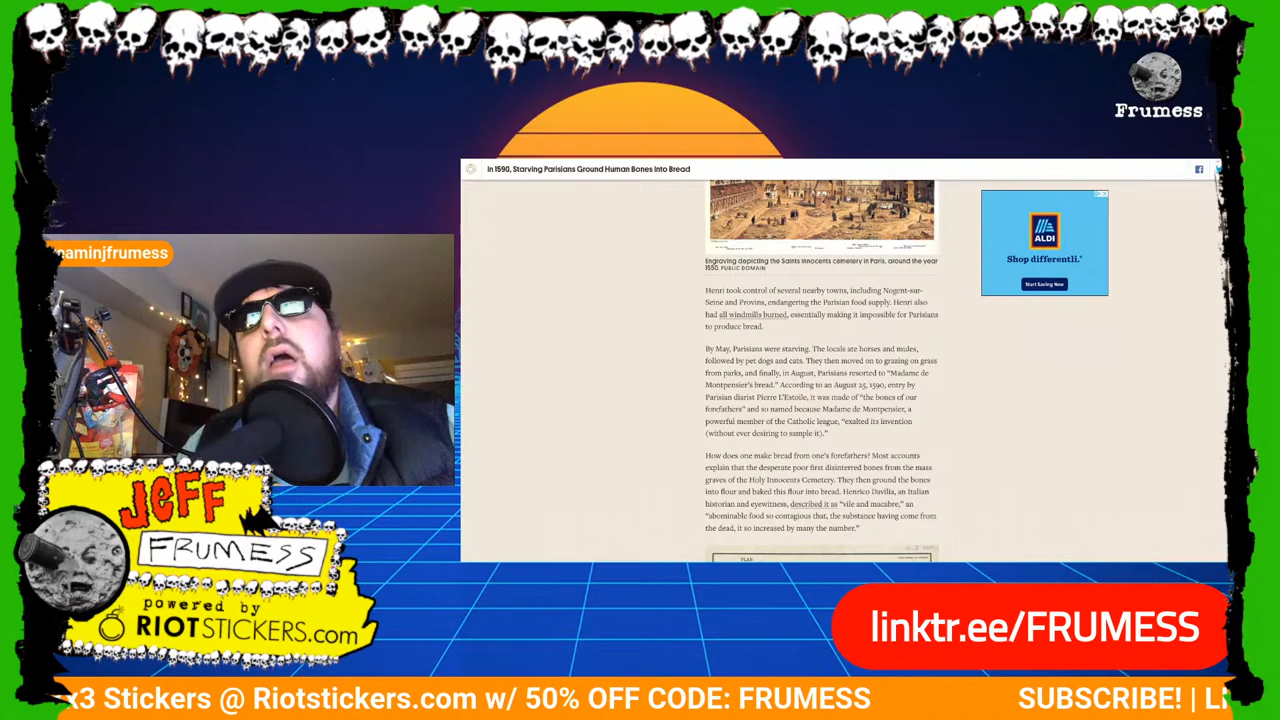 Frumess
In 1590, Starving Parisians Ground Human Bones Into Bread
Engraving depicting the Saints Innocents cemetery in Paris, around the year
1550. PUBLIC DOMAIN
ALDI
Shop differentli.®
Start Saving Now
Henri took control of several nearby towns, including Nogent-sur-
Seine and Provins, endangering the Parisian food supply. Henri also
had all windmills burned, essentially making it impossible for Parisians
to produce bread.
By May, Parisians were starving. The locals ate horses and mules,
followed by pet dogs and cats. They then moved on to grazing on grass
from parks, and finally, in August, Parisians resorted to “Madame de
Montpensier’s bread.” According to an August 25, 1590, entry by
Parisian diarist Pierre L’Estoile, it was made of “the bones of our
forefathers” and so named because Madame de Montpensier, a
powerful member of the Catholic league, “exalted its invention
(without ever desiring to sample it).”
How does one make bread from one’s forefathers? Most accounts
explain that the desperate poor first disinterred bones from the mass
graves of the Holy Innocents Cemetery. They then ground the bones
into flour and baked this flour into bread. Henrico Davilia, an Italian
historian and eyewitness, described it as “vile and macabre,” an
“abominable food so contagious that, the substance having come from
the dead, it so increased by many the number.”
PLAN
eaminjfrumess
JEFF
FRUMESS
powered by
RIOTSTICKERS.com
linktr.ee/FRUMESS
x3 Stickers @ Riotstickers.com w/ 50% OFF CODE: FRUMESS
SUBSCRIBE! | LI